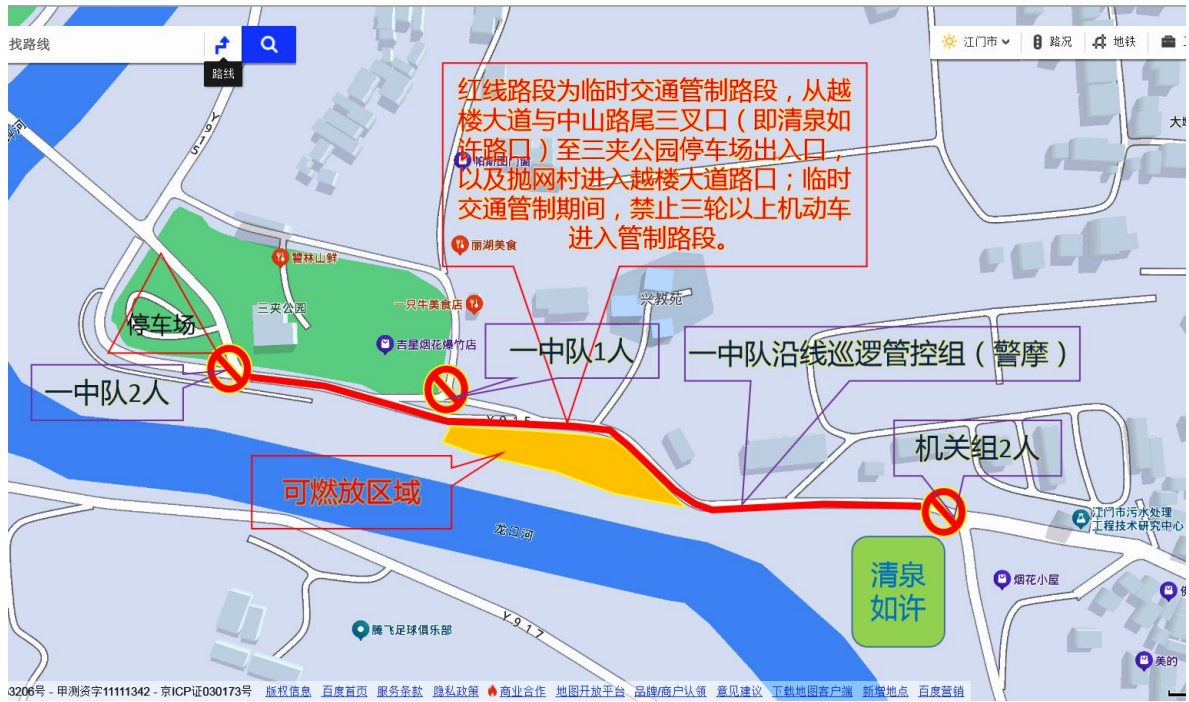 找路线
路线
江门市
路况
地铁
Y915
红线路段为临时交通管制路段，从越
楼大道与中山路尾三叉口（即清泉如
许路口）至三夹公园停车场出入口，
以及抛网村进入越楼大道路口；临时
交通管制期间，禁止三轮以上机动车
进入管制路段。
丽湖美食
鬵林山鲜
三夹公园
停车场
一只牛美食店
吉星烟花爆竹店
兴教苑
一中队1人
一中队沿线巡逻管控组（警摩）
一中队2人
Y915
机关组2人
可燃放区域
龙口河
江门市污水处理
工程技术研究中心
清泉
如许
烟花小屋
腾飞足球俱乐部
Y917
美的
3206号 - 甲测资字11111342 - 京ICP证030173号 版权信息 百度首页 服务条款 隐私政策 商业合作 地图开放平台 品牌/商户认领 意见建议 下载地图客户端 新增地点 百度营销